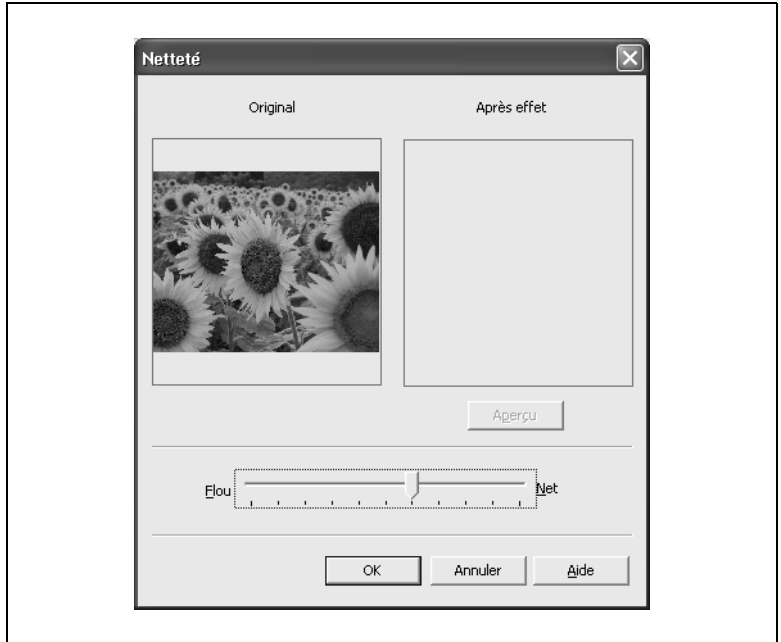 Netteté
Original
Après effet
Aperçu
Flou
Net
OK
Annuler
Aide